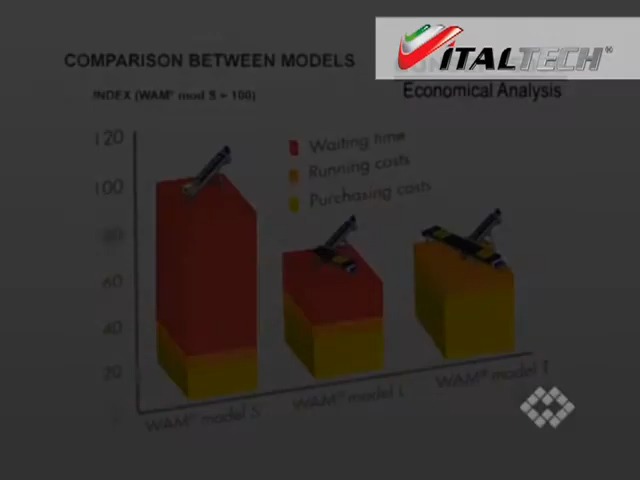 ITALTECH®
COMPARISON BETWEEN MODELS
Economical Analysis
INDEX (WAM® mod S = 100)
120
100
80
60
40
20
Waiting time
Running costs
Purchasing costs
WAM® model S
WAM® model L
WAM® model T